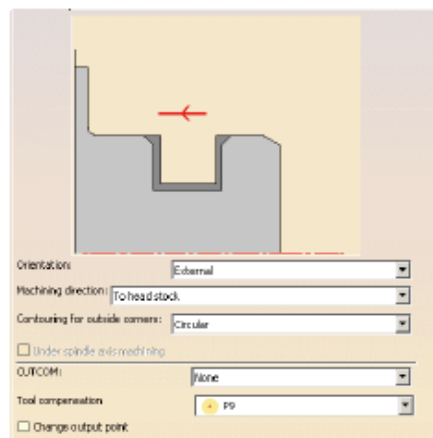 Orientation: External
Machining direction: To head stock
Contouring for outside corners: Circular
Under spindle axis machining
CUTCOM: None
Tool compensation P9
Change output point